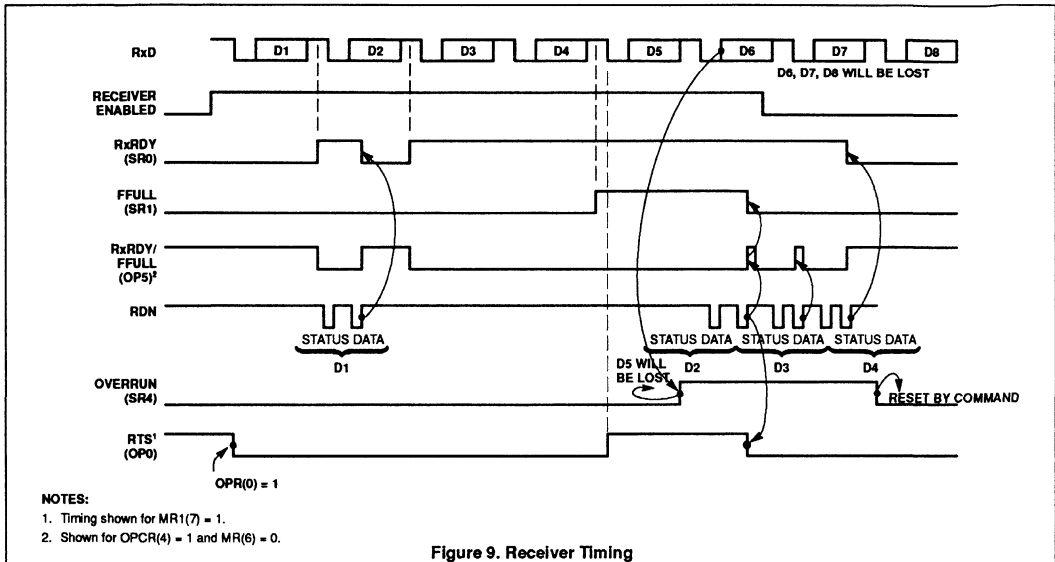 RxD D1 D2 D3 D4 D5 D6 D7 D8
D6, D7, D8 WILL BE LOST
RECEIVER
ENABLED
RxRDY
(SR0)
FFULL
(SR1)
RxRDY/
FFULL
(OP5)²
RDN
STATUS DATA STATUS DATA STATUS DATA STATUS DATA
D1 D2 D3 D4
D5 WILL
BE LOST
OVERRUN
(SR4)
RESET BY COMMAND
RTS¹
(OP0)
OPR(0) = 1
NOTES:
1. Timing shown for MR1(7) = 1.
2. Shown for OPCR(4) = 1 and MR(6) = 0.
Figure 9. Receiver Timing